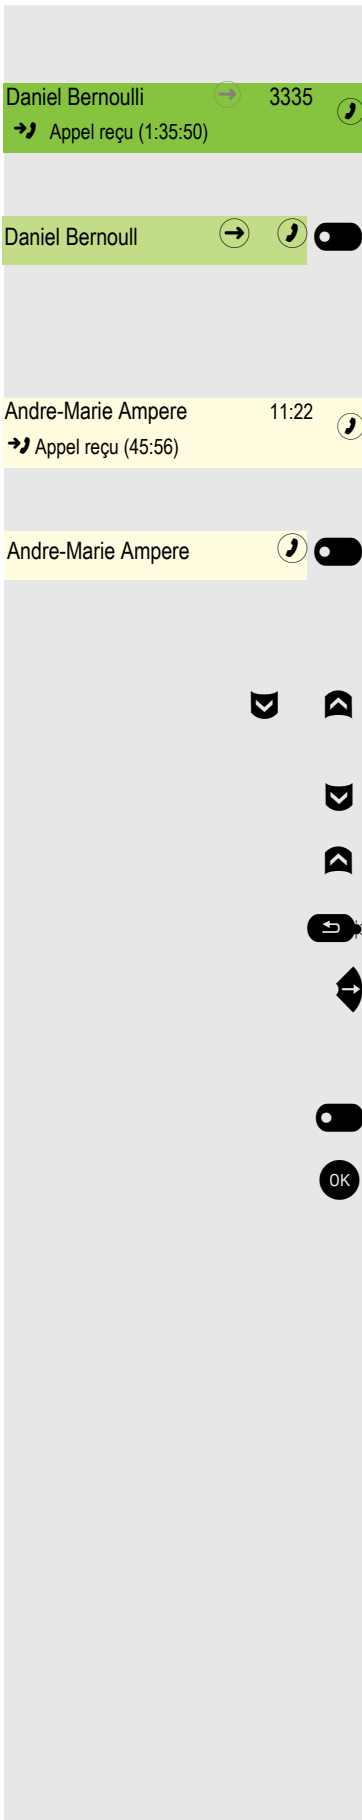 Daniel Bernoulli 3335
Appel reçu (1:35:50)
Daniel Bernoull
Andre-Marie Ampere 11:22
Appel reçu (45:56)
Andre-Marie Ampere
OK